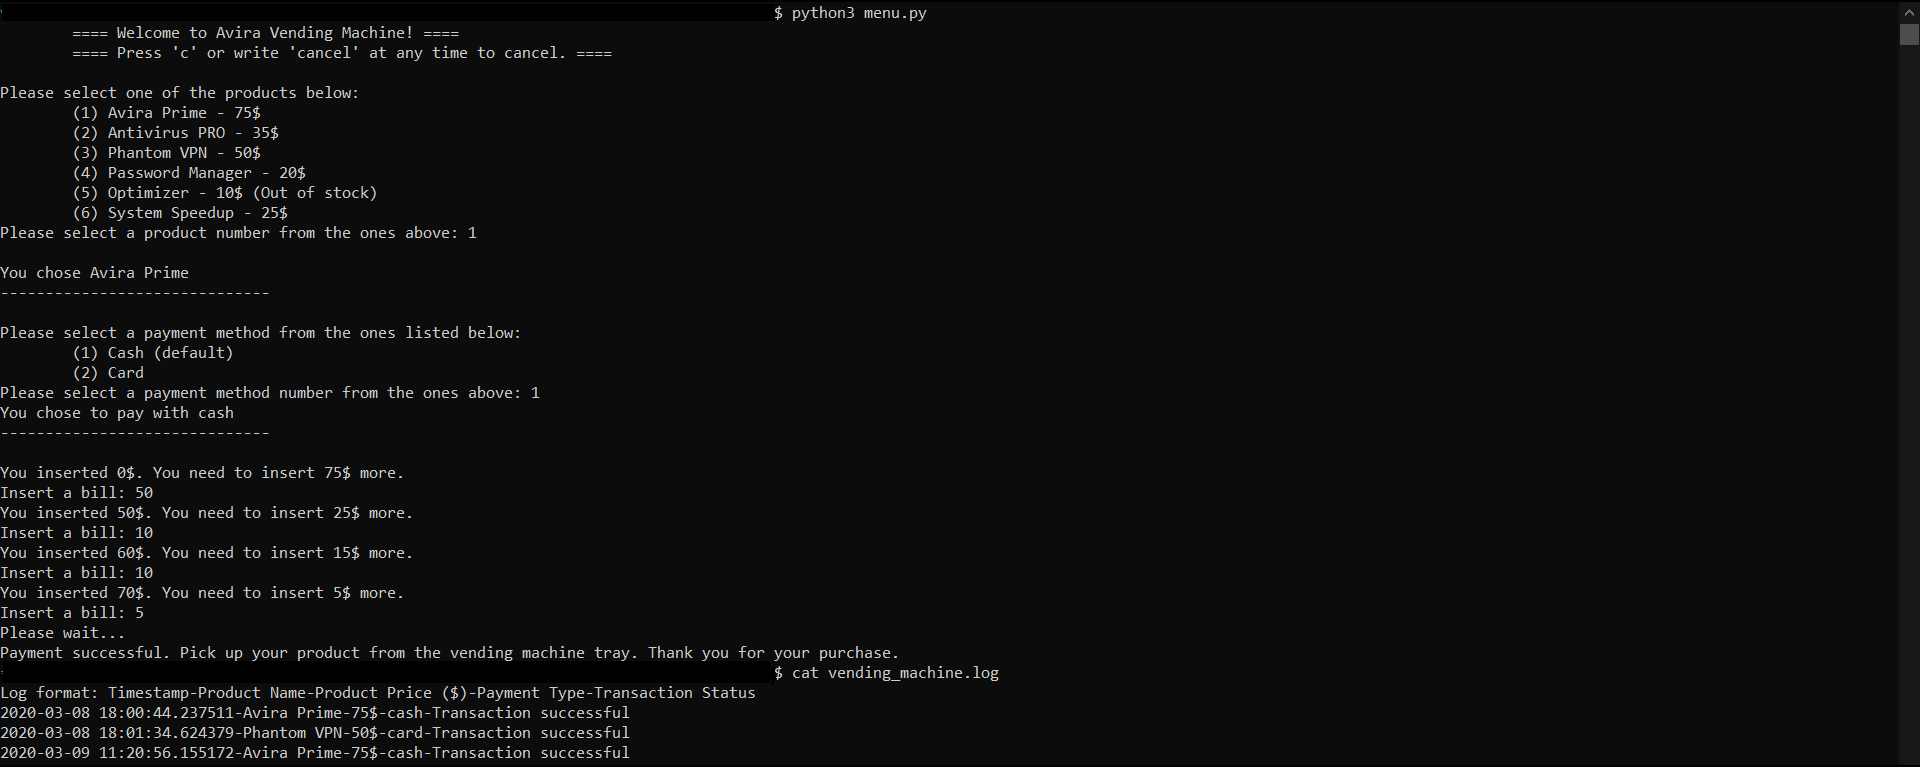 $ python3 menu.py
==== Welcome to Avira Vending Machine! ====
==== Press 'c' or write 'cancel' at any time to cancel. ====
Please select one of the products below:
(1) Avira Prime - 75$
(2) Antivirus PRO - 35$
(3) Phantom VPN - 50$
(4) Password Manager - 20$
(5) Optimizer - 10$ (Out of stock)
(6) System Speedup - 25$
Please select a product number from the ones above: 1
You chose Avira Prime
------------------------------
Please select a payment method from the ones listed below:
(1) Cash (default)
(2) Card
Please select a payment method number from the ones above: 1
You chose to pay with cash
------------------------------
You inserted 0$. You need to insert 75$ more.
Insert a bill: 50
You inserted 50$. You need to insert 25$ more.
Insert a bill: 10
You inserted 60$. You need to insert 15$ more.
Insert a bill: 10
You inserted 70$. You need to insert 5$ more.
Insert a bill: 5
Please wait...
Payment successful. Pick up your product from the vending machine tray. Thank you for your purchase.
$ cat vending_machine.log
Log format: Timestamp-Product Name-Product Price ($)-Payment Type-Transaction Status
2020-03-08 18:00:44.237511-Avira Prime-75$-cash-Transaction successful
2020-03-08 18:01:34.624379-Phantom VPN-50$-card-Transaction successful
2020-03-09 11:20:56.155172-Avira Prime-75$-cash-Transaction successful